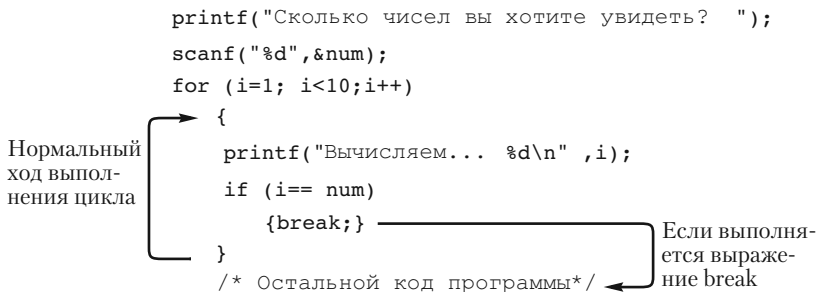 printf("Сколько чисел вы хотите увидеть?  ");
scanf("%d",&num);
for (i=1; i<10;i++)
{
printf("Вычисляем... %d\n" ,i);
if (i== num)
{break;}
}
/* Остальной код программы*/
Нормальный
ход выпол-
нения цикла
Если выполня-
ется выраже-
ние break